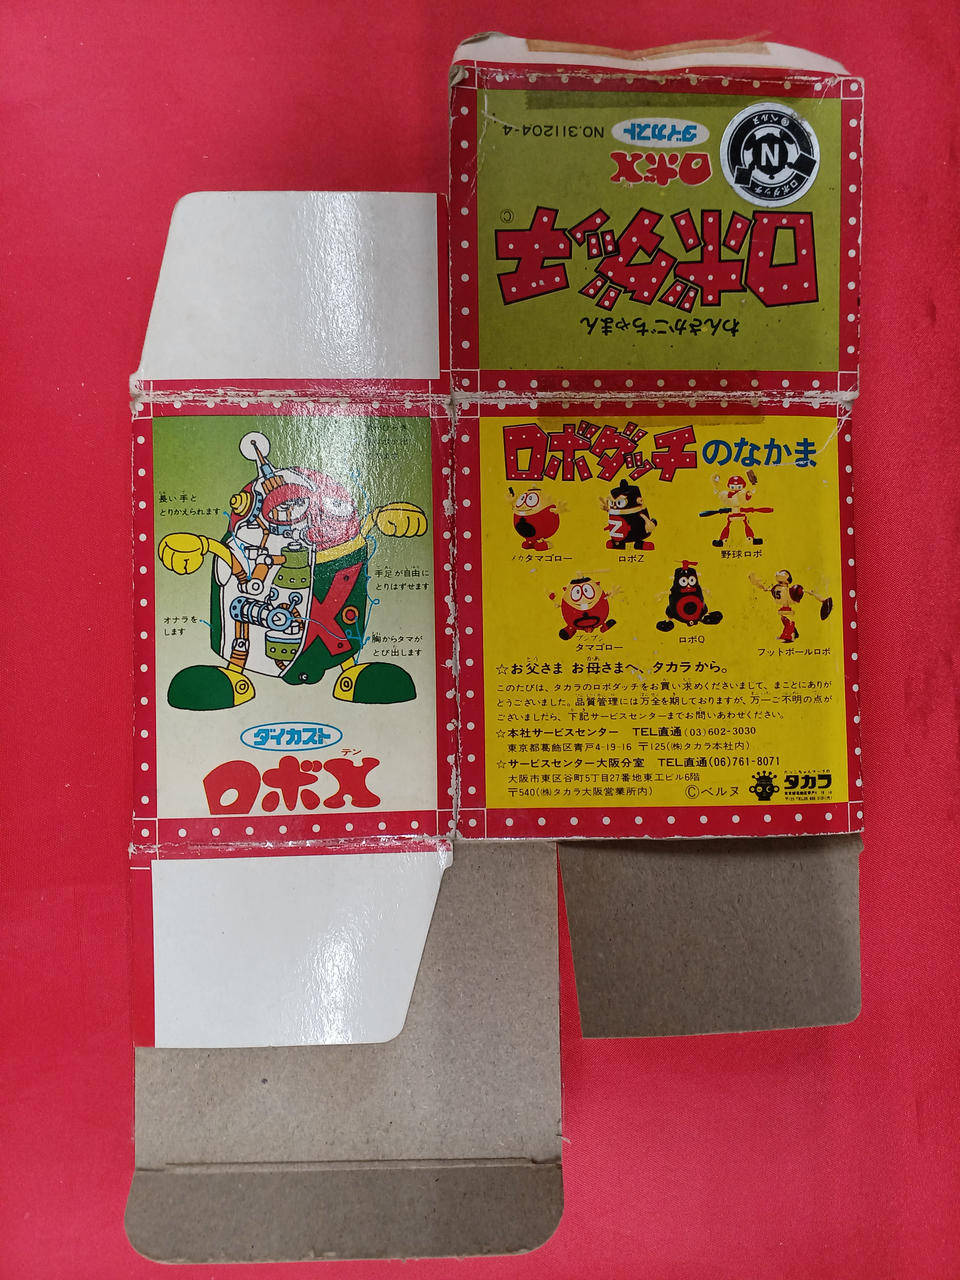 わんさかごちゃまん
ロボダッチ
©
ロボX
ダイカスト
NO.311204-4
ロボダッチ
N
©ベルヌ
長い手と
とりかえられます
手足が自由に
とりはずせます
オナラを
します
胸からタマが
とび出します
ダイカスト
テン
ロボX
ロボダッチのなかま
メカタマゴロー
ロボZ
野球ロボ
プンプン
タマゴロー
ロボQ
フットボールロボ
☆お父さま お母さまへ、タカラから。
このたびは、タカラのロボダッチをお買い求めくださいまして、まことにありが
とうございました。品質管理には万全を期しておりますが、万一ご不明の点が
ございましたら、下記サービスセンターまでお問いあわせください。
☆本社サービスセンター TEL直通(03)602-3030
東京都葛飾区青戸4-19-16 〒125(㈱タカラ本社内)
☆サービスセンター大阪分室 TEL直通(06)761-8071
大阪市東区谷町5丁目27番地東工ビル6階
〒540(㈱タカラ大阪営業所内)
©ベルヌ
タカラ